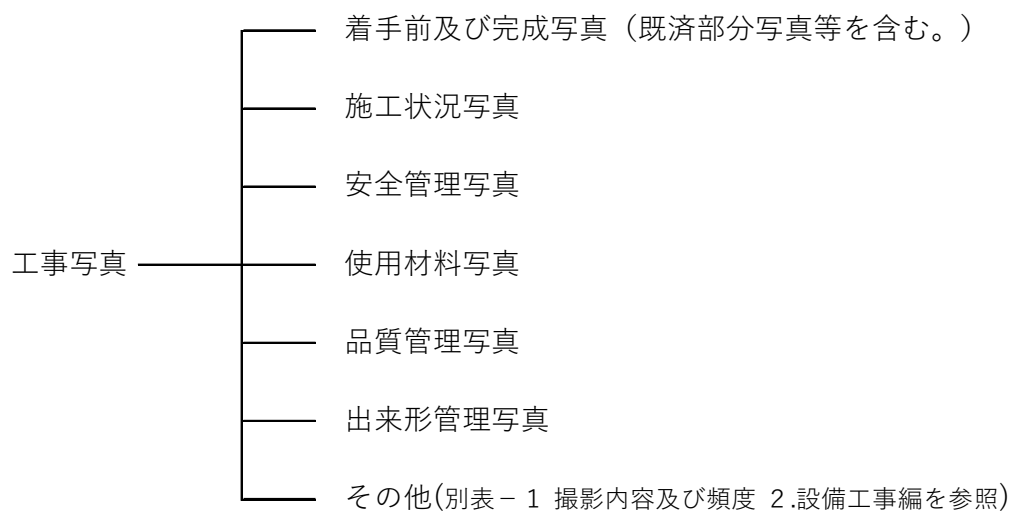 着手前及び完成写真（既済部分写真等を含む。）
施工状況写真
安全管理写真
工事写真
使用材料写真
品質管理写真
出来形管理写真
その他(別表－１ 撮影内容及び頻度 ２.設備工事編を参照)